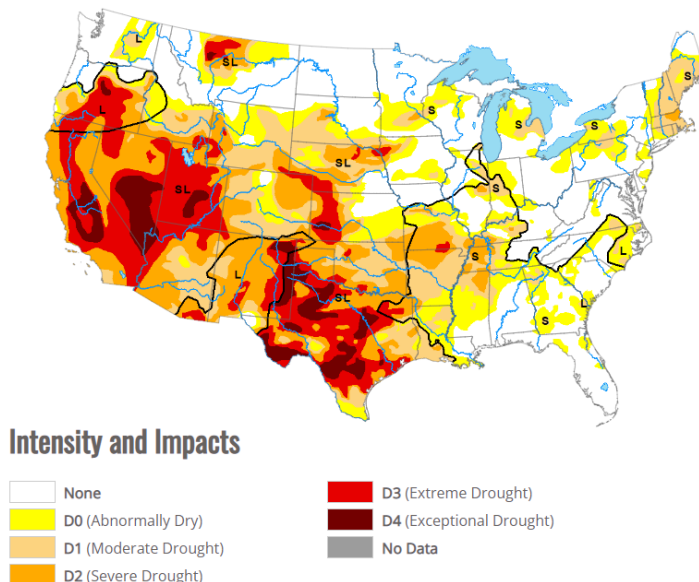 L
SL
S
S
S
S
L
SL
S
SL
L
S
L
SL
L
S
Intensity and Impacts
None
D0 (Abnormally Dry)
D1 (Moderate Drought)
D2 (Severe Drought)
D3 (Extreme Drought)
D4 (Exceptional Drought)
No Data